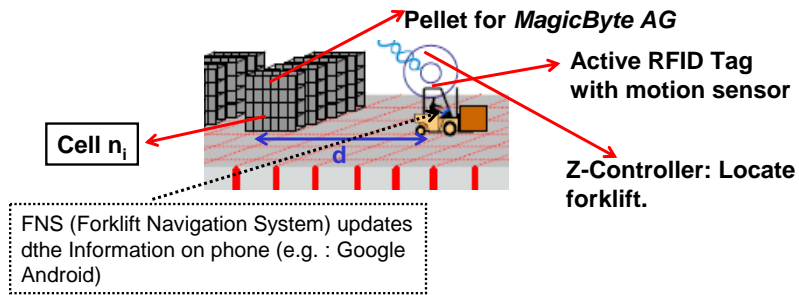 Pellet for MagicByte AG
Active RFID Tag
with motion sensor
Cell ni
d
Z-Controller: Locate
forklift.
FNS (Forklift Navigation System) updates
dthe Information on phone (e.g. : Google
Android)